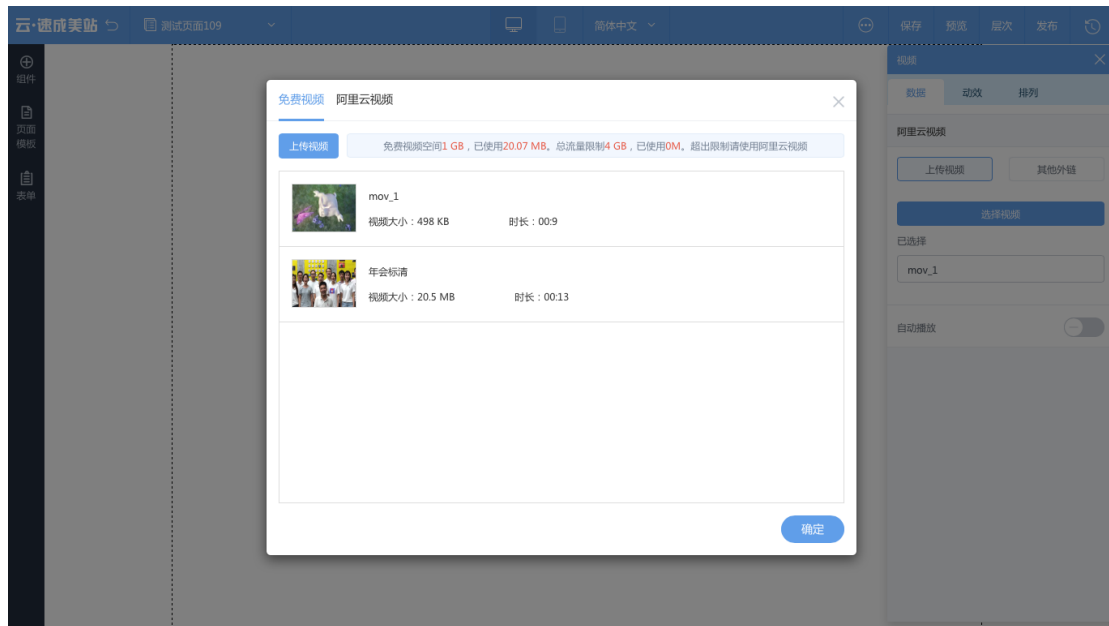 云·速成美站 测试页面109 简体中文 保存 预览 层次 发布
组件
页面
模板
表单
免费视频 阿里云视频
上传视频 免费视频空间1 GB，已使用20.07 MB。总流量限制4 GB，已使用0M。超出限制请使用阿里云视频
mov_1
视频大小：498 KB 时长：00:9
年会标清
视频大小：20.5 MB 时长：00:13
确定
视频
数据 动效 排列
阿里云视频
上传视频 其他外链
选择视频
已选择
mov_1
自动播放